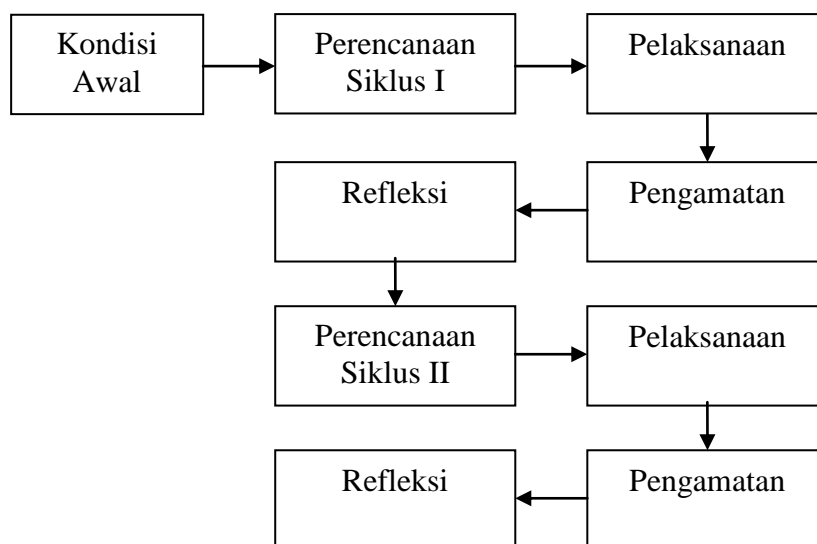 Kondisi
Awal
Perencanaan
Siklus I
Pelaksanaan
Pengamatan
Refleksi
Perencanaan
Siklus II
Pelaksanaan
Pengamatan
Refleksi